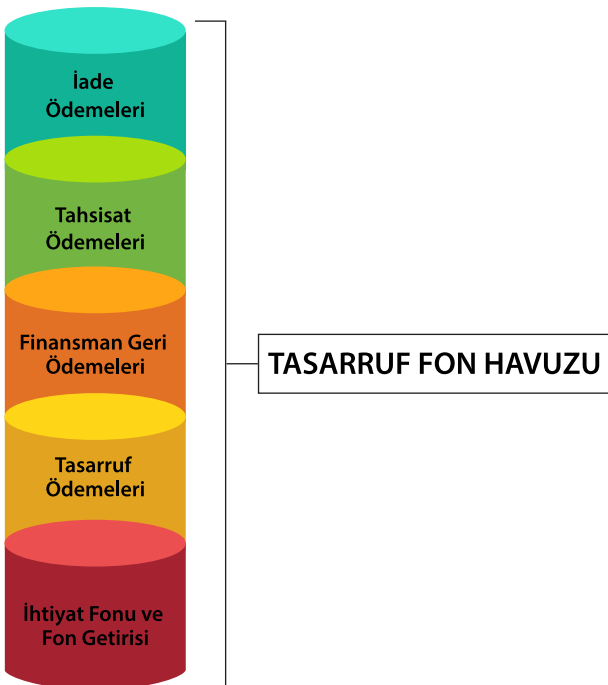 İade
Ödemeleri
Tahsisat
Ödemeleri
Finansman Geri
Ödemeleri
TASARRUF FON HAVUZU
Tasarruf
Ödemeleri
İhtiyat Fonu ve
Fon Getirisi